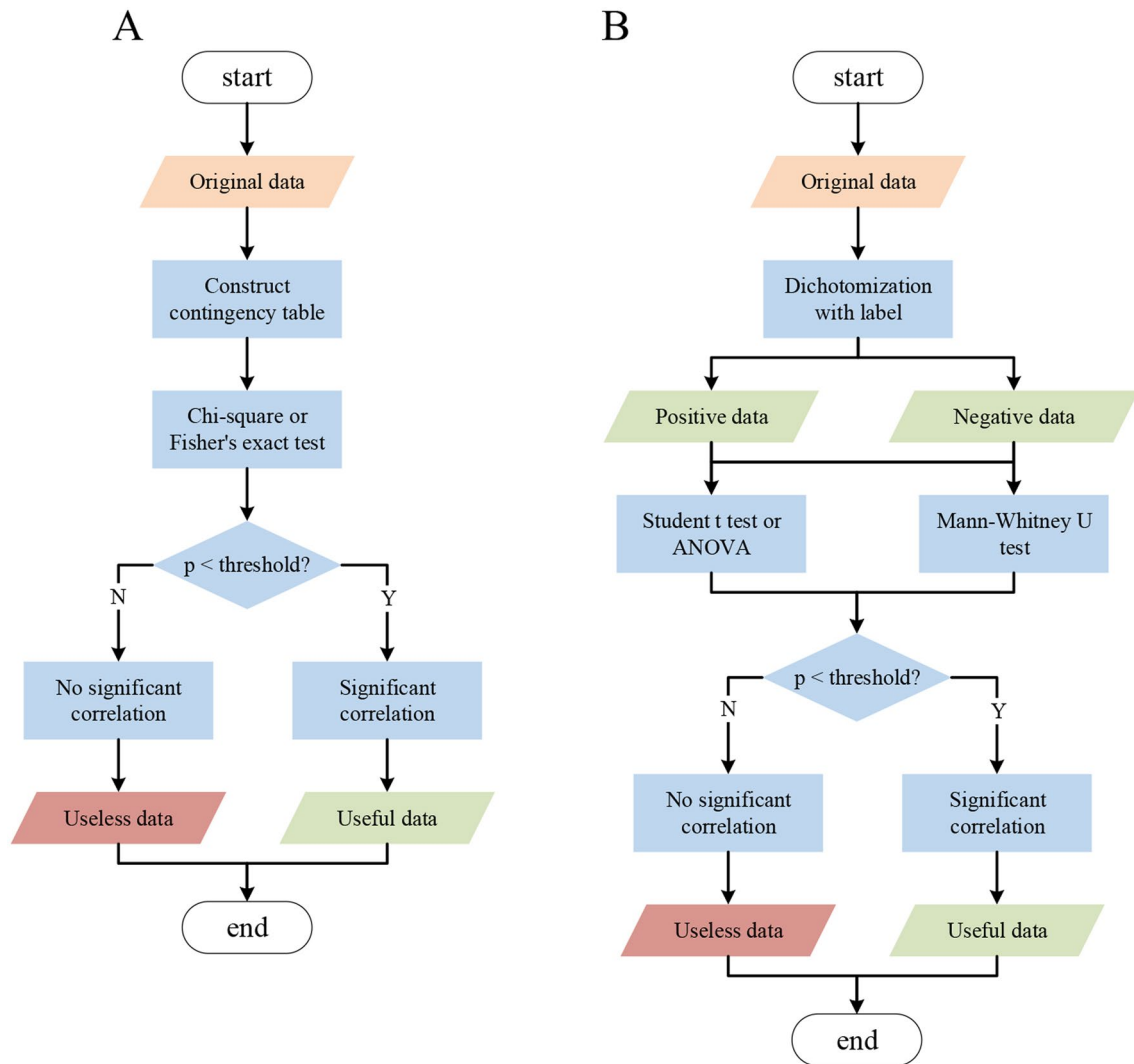 A
start
Original data
Construct
contingency table
Chi-square or
Fisher's exact test
p < threshold?
N
Y
No significant
correlation
Significant
correlation
Useless data
Useful data
end
B
start
Original data
Dichotomization
with label
Positive data
Negative data
Student t test or
ANOVA
Mann-Whitney U
test
p < threshold?
N
Y
No significant
correlation
Significant
correlation
Useless data
Useful data
end